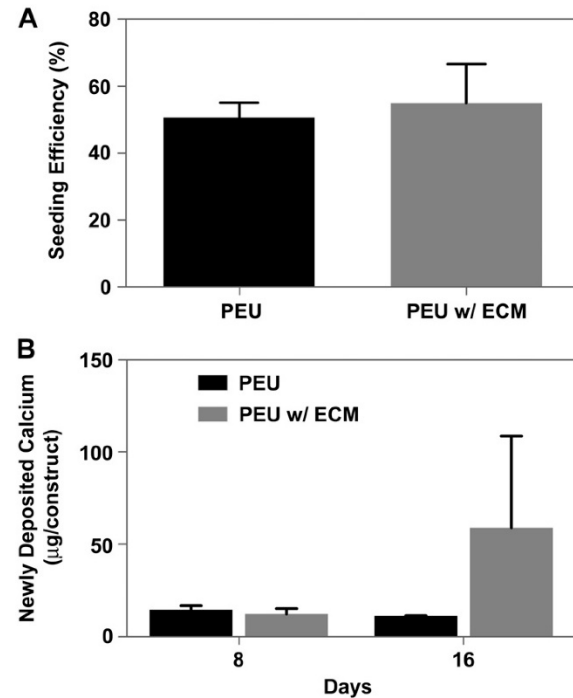 A
Seeding Efficiency (%)
80
60
40
20
0
PEU
PEU w/ ECM
B
Newly Deposited Calcium
(μg/construct)
150
100
50
0
PEU
PEU w/ ECM
8
16
Days